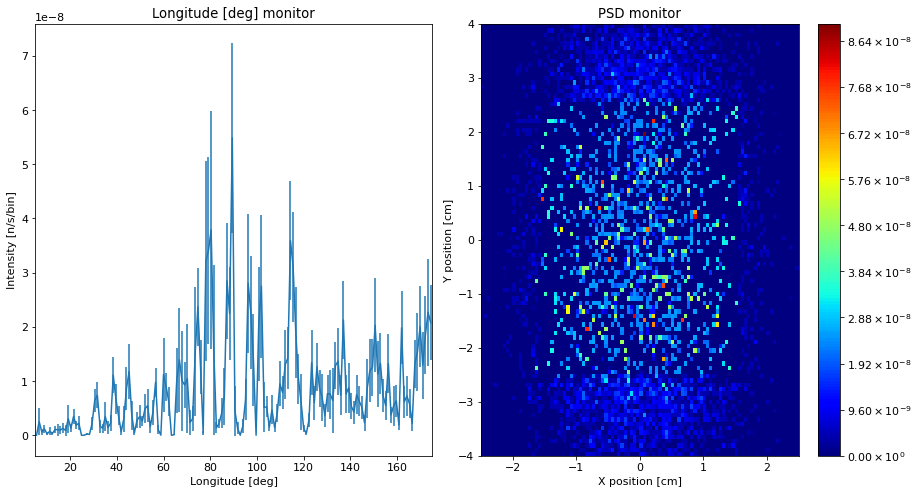 Longitude [deg] monitor
1e−8
7
6
5
4
3
2
1
0
Intensity [n/s/bin]
20 40 60 80 100 120 140 160
Longitude [deg]
PSD monitor
4
3
2
1
0
−1
−2
−3
−4
Y position [cm]
−2 −1 0 1 2
X position [cm]
8.64 × 10⁻⁸
7.68 × 10⁻⁸
6.72 × 10⁻⁸
5.76 × 10⁻⁸
4.80 × 10⁻⁸
3.84 × 10⁻⁸
2.88 × 10⁻⁸
1.92 × 10⁻⁸
9.60 × 10⁻⁹
0.00 × 10⁰